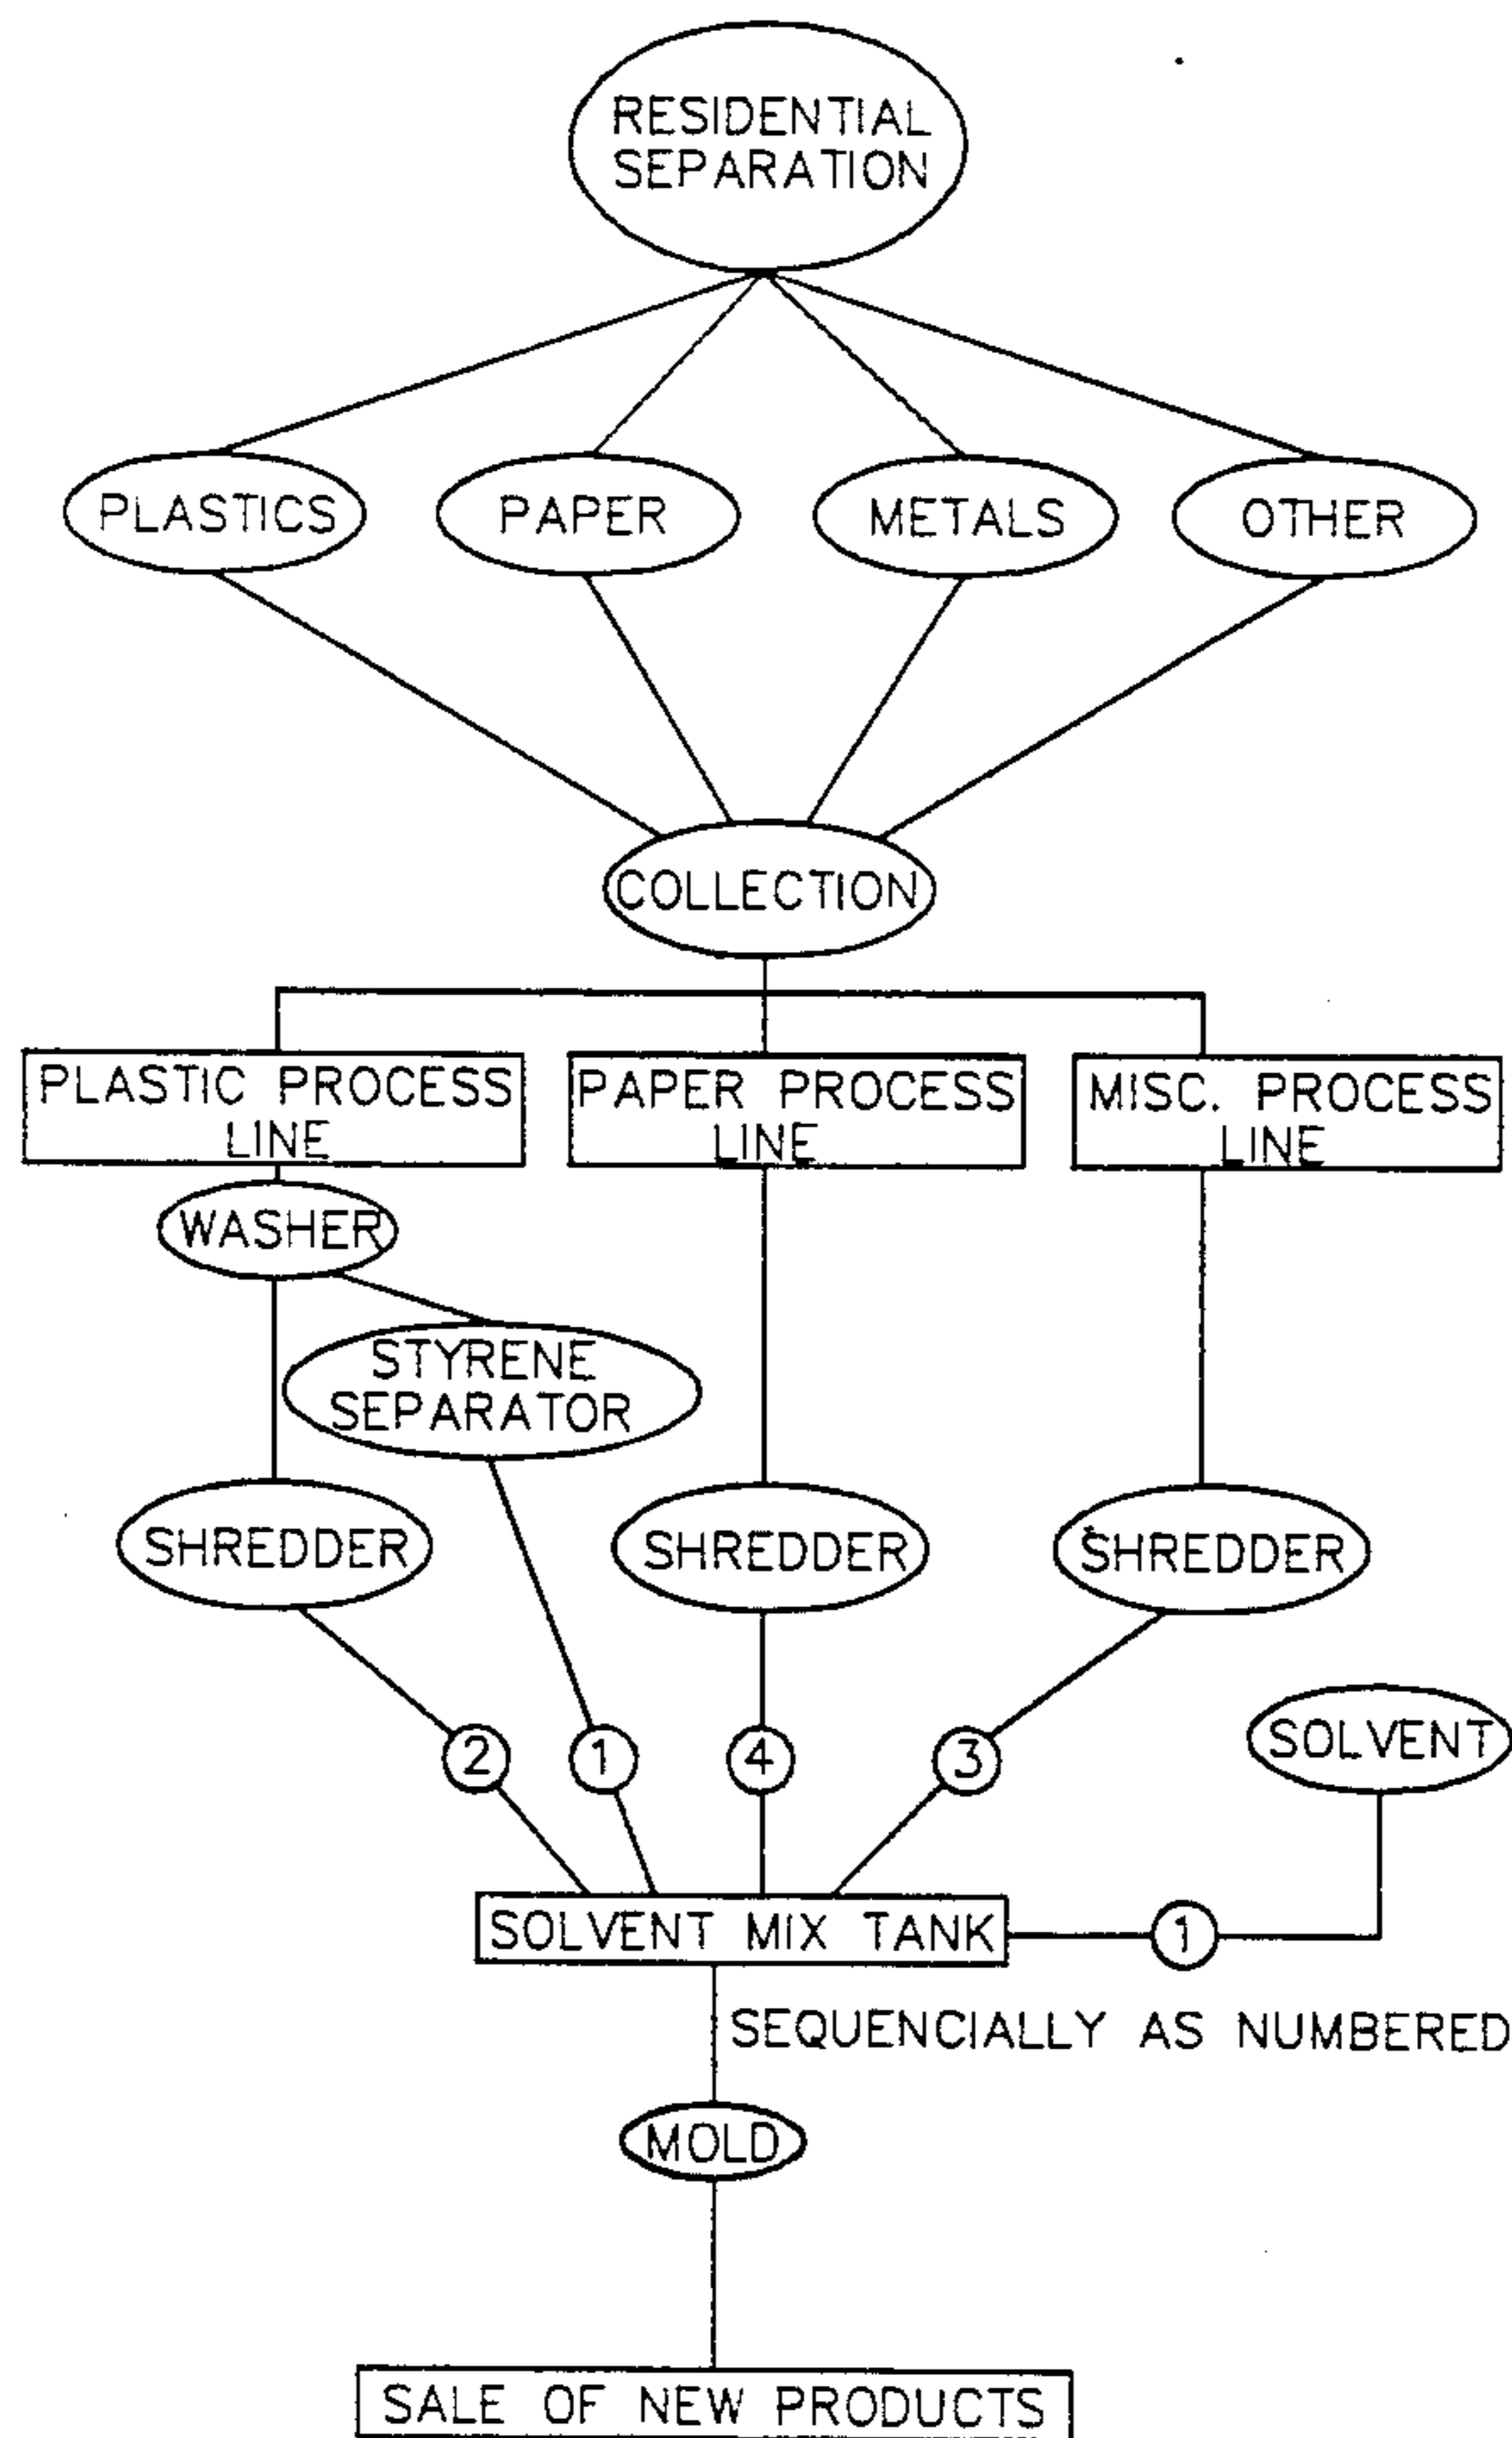 RESIDENTIAL
SEPARATION
PLASTICS
PAPER
METALS
OTHER
COLLECTION
PLASTIC PROCESS
LINE
PAPER PROCESS
LINE
MISC. PROCESS
LINE
WASHER
STYRENE
SEPARATOR
SHREDDER
SHREDDER
SHREDDER
2
1
4
3
SOLVENT
SOLVENT MIX TANK
1
SEQUENCIALLY AS NUMBERED
MOLD
SALE OF NEW PRODUCTS